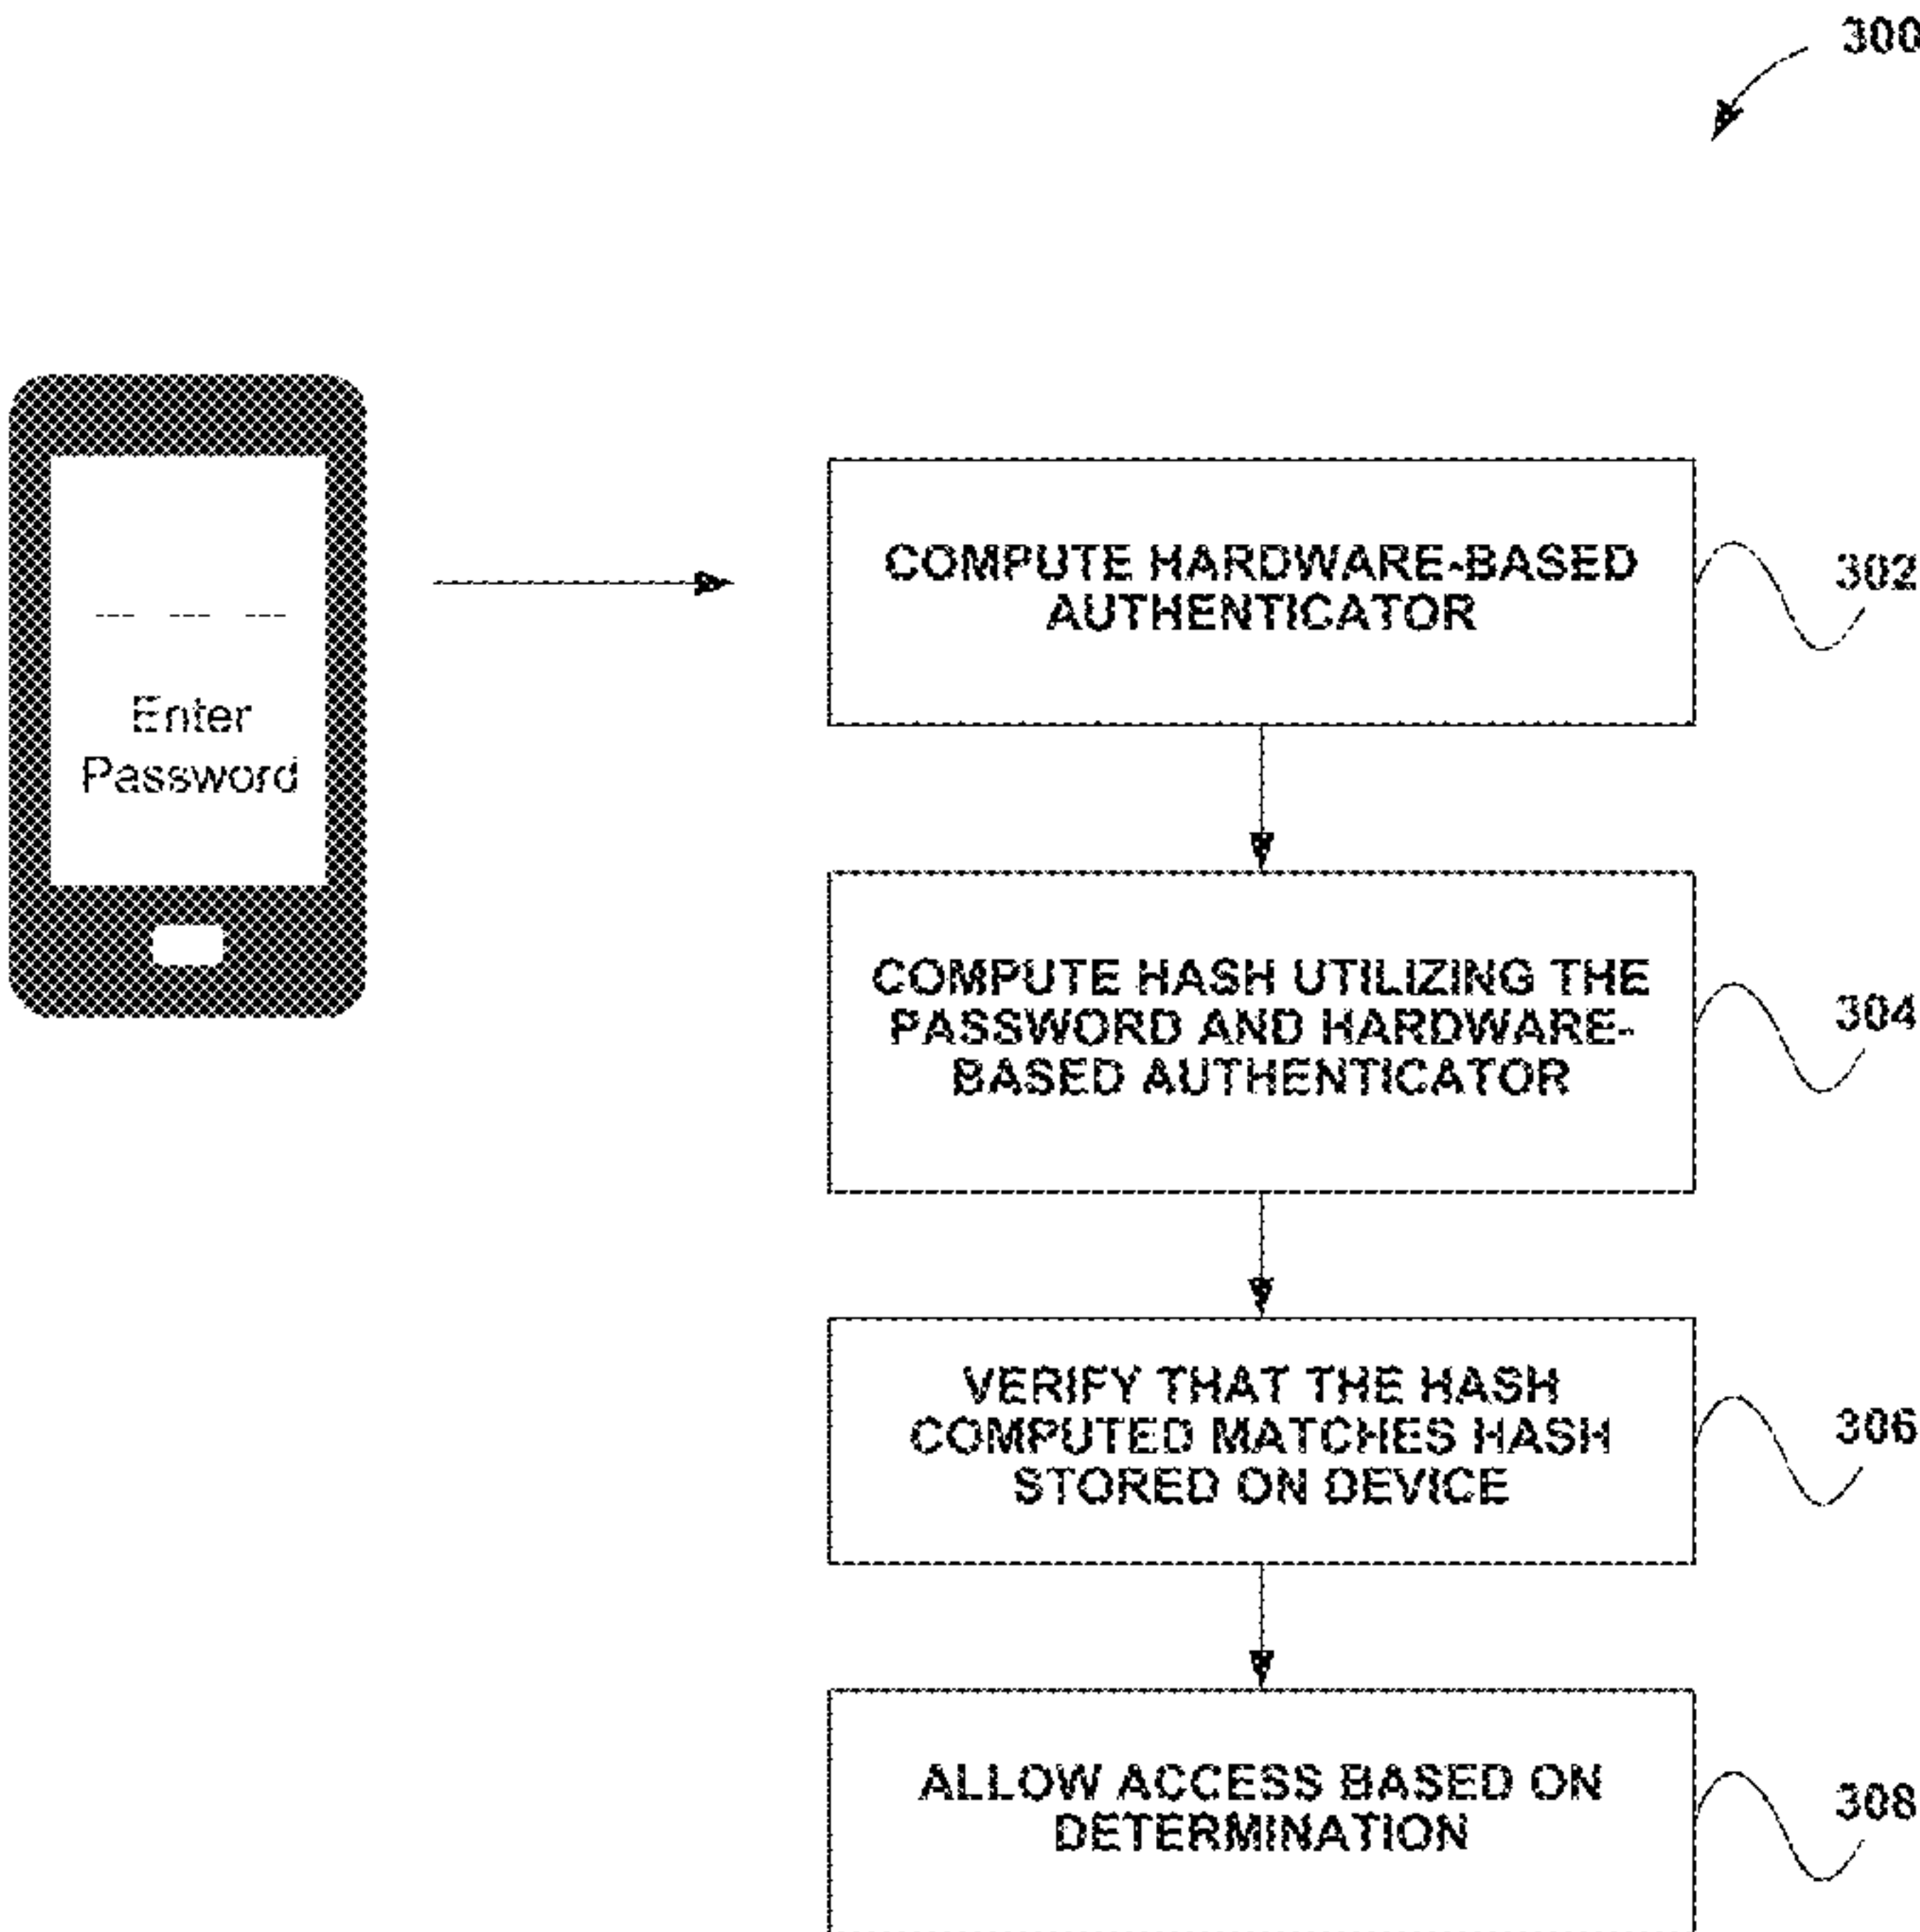 300
Enter
Password
COMPUTE HARDWARE-BASED
AUTHENTICATOR
302
COMPUTE HASH UTILIZING THE
PASSWORD AND HARDWARE-
BASED AUTHENTICATOR
304
VERIFY THAT THE HASH
COMPUTED MATCHES HASH
STORED ON DEVICE
306
ALLOW ACCESS BASED ON
DETERMINATION
308